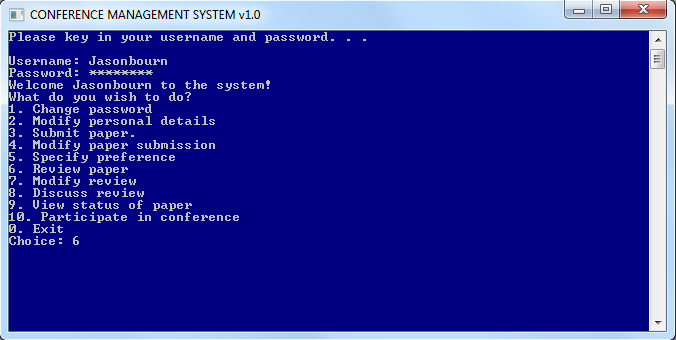 CONFERENCE MANAGEMENT SYSTEM v1.0
Please key in your username and password. . .
Username: Jasonbourn
Password: ********
Welcome Jasonbourn to the system!
What do you wish to do?
1. Change password
2. Modify personal details
3. Submit paper.
4. Modify paper submission
5. Specify preference
6. Review paper
7. Modify review
8. Discuss review
9. View status of paper
10. Participate in conference
0. Exit
Choice: 6